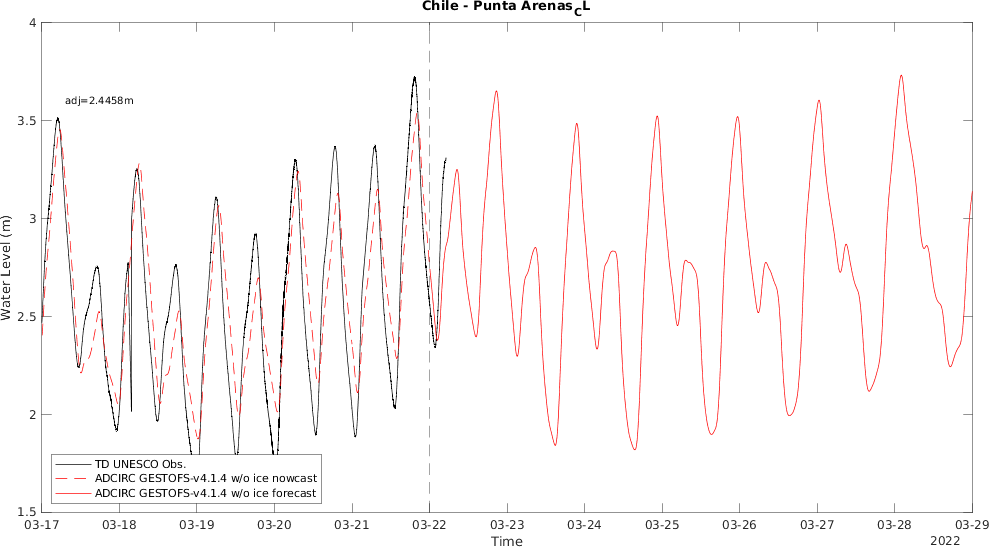 Chile - Punta Arenas_CL
4
adj=2.4458m
3.5
3
Water Level (m)
2.5
2
TD UNESCO Obs.
ADCIRC GESTOFS-v4.1.4 w/o ice nowcast
ADCIRC GESTOFS-v4.1.4 w/o ice forecast
1.5
03-17 03-18 03-19 03-20 03-21 03-22 03-23 03-24 03-25 03-26 03-27 03-28 03-29
Time
2022